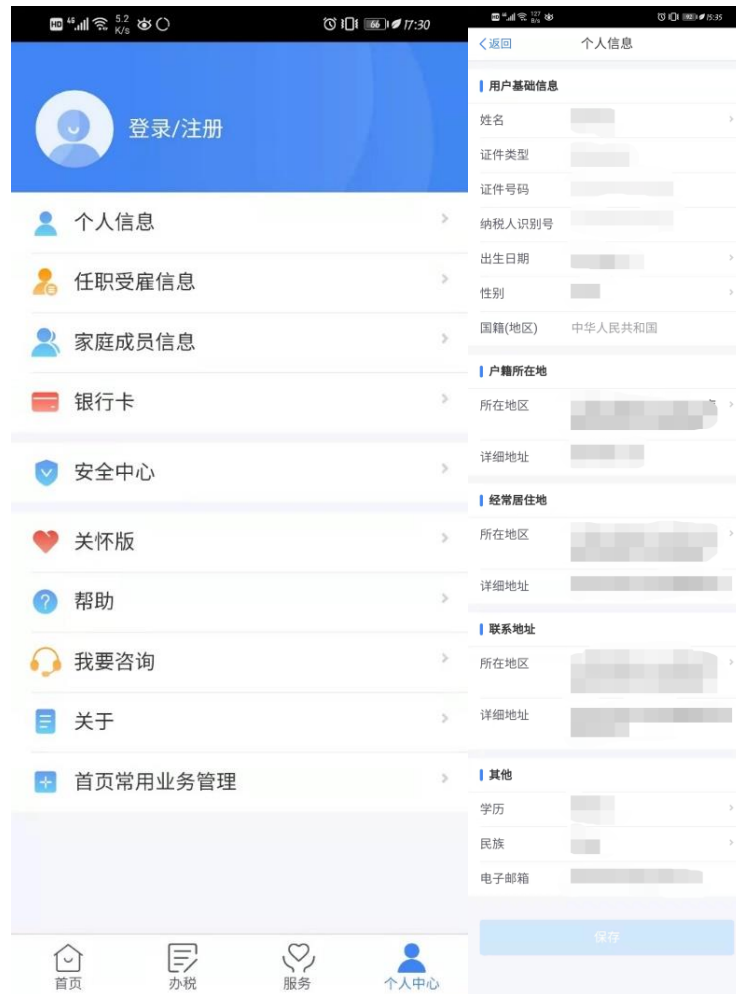 HD 46 5.2 K/s 66 17:30
登录/注册
个人信息
任职受雇信息
家庭成员信息
银行卡
安全中心
关怀版
帮助
我要咨询
关于
首页常用业务管理
首页
办税
服务
个人中心
HD 127 B/s 92 15:35
返回
个人信息
用户基础信息
姓名
证件类型
证件号码
纳税人识别号
出生日期
性别
国籍(地区) 中华人民共和国
户籍所在地
所在地区
详细地址
经常居住地
所在地区
详细地址
联系地址
所在地区
详细地址
其他
学历
民族
电子邮箱
保存